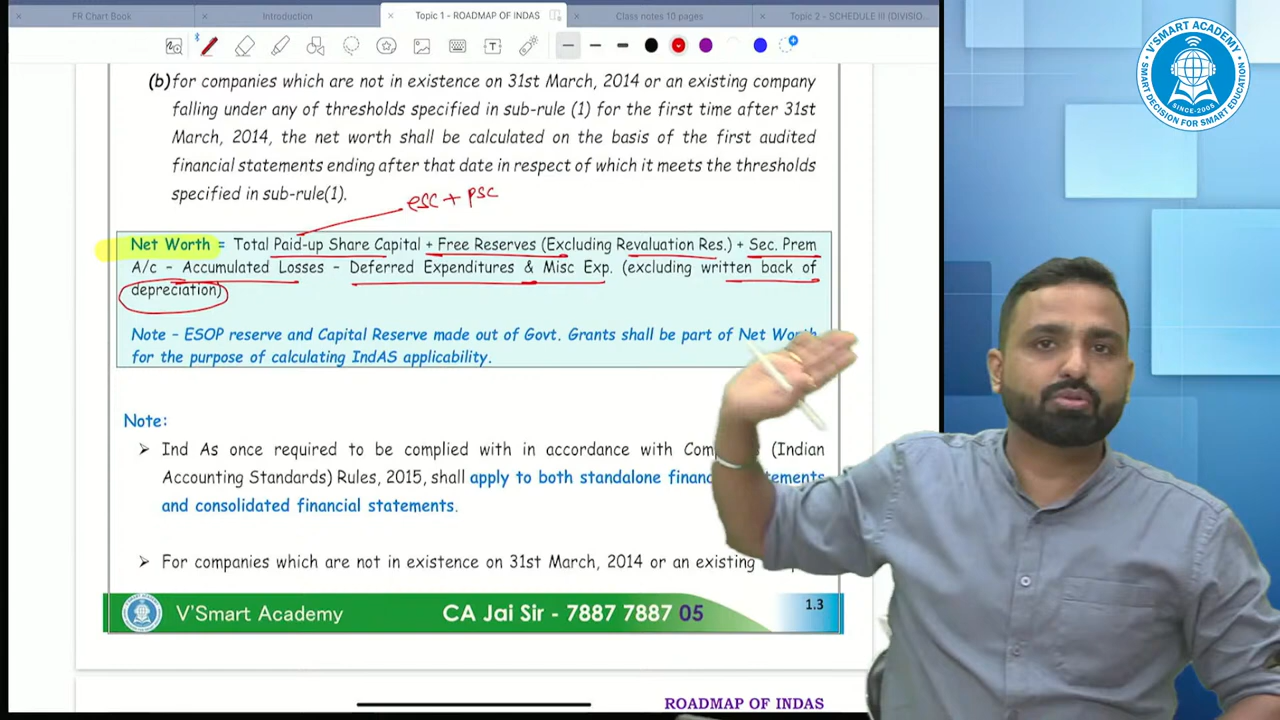 FR Chart Book
Introduction
Topic 1 - ROADMAP OF INDAS
Class notes 10 pages
Topic 2 - SCHEDULE III (DIVISIO...
(b) for companies which are not in existence on 31st March, 2014 or an existing company
falling under any of thresholds specified in sub-rule (1) for the first time after 31st
March, 2014, the net worth shall be calculated on the basis of the first audited
financial statements ending after that date in respect of which it meets the thresholds
specified in sub-rule(1).
esc + psc
Net Worth = Total Paid-up Share Capital + Free Reserves (Excluding Revaluation Res.) + Sec. Prem
A/c - Accumulated Losses - Deferred Expenditures & Misc Exp. (excluding written back of
depreciation)
Note - ESOP reserve and Capital Reserve made out of Govt. Grants shall be part of Net Worth
for the purpose of calculating IndAS applicability.
Note:
Ind As once required to be complied with in accordance with (Indian
Accounting Standards) Rules, 2015, shall apply to both standalone
and consolidated financial statements.
For companies which are not in existence on 31st March, 2014 or an existing
V'Smart Academy
CA Jai Sir - 7887 7887 05
1.3
ROADMAP OF INDAS
V'SMART ACADEMY
SINCE-2005
SMART DECISION FOR SMART EDUCATION